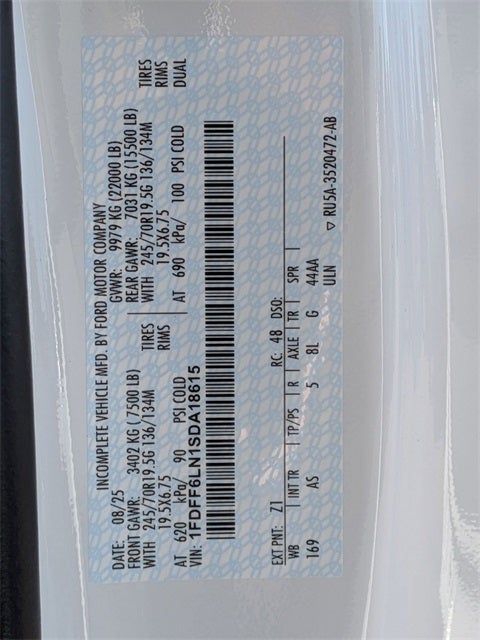 INCOMPLETE VEHICLE MFD. BY FORD MOTOR COMPANY
DATE: 08/25 GVWR: 9979 KG (22000 LB)
FRONT GAWR: 3402 KG (7500 LB) REAR GAWR: 7031 KG (15500 LB)
WITH 245/70R19.5G 136/134M TIRES WITH 245/70R19.5G 136/134M TIRES
19.5X6.75 RIMS 19.5X6.75 RIMS
AT 620 kPa/ 90 PSI COLD AT 690 kPa/ 100 PSI COLD DUAL
VIN: 1FDFF6LN1SDA18615
EXT PNT: Z1 RC: 48 DSO:
WB INT TR TP/PS R AXLE TR SPR
169 AS 5 8L G 44AA
ULN
▽ RU5A-3520472-AB